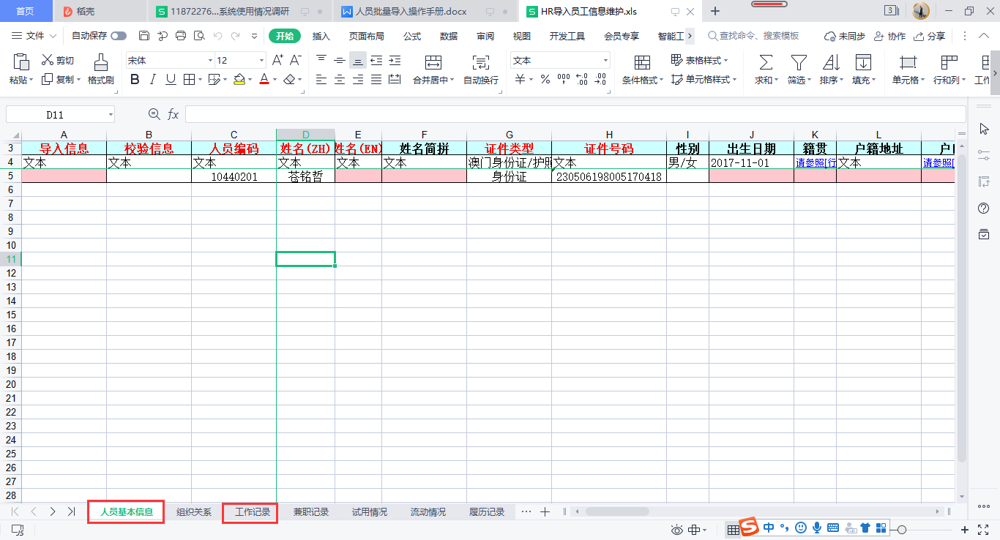 首页 稻壳 11872276...系统使用情况调研 人员批量导入操作手册.docx HR导入员工信息维护.xls 3
文件 自动保存 开始 插入 页面布局 公式 数据 审阅 视图 开发工具 会员专享 智能工 查找命令、搜索模板 未同步 协作 分享
粘贴 剪切 复制 格式刷 宋体 12 A+ A- B I U A 合并居中 自动换行 文本 条件格式 表格样式 单元格样式 求和 筛选 排序 填充 单元格 行和列 工作
D11 fx
A B C D E F G H I J K L
3 导入信息 校验信息 人员编码 姓名(ZH) 姓名(EN) 姓名简拼 证件类型 证件号码 性别 出生日期 籍贯 户籍地址
4 文本 文本 文本 文本 文本 文本 澳门身份证/护照 文本 男/女 2017-11-01 请参照[行 文本 请参照[
5 10440201 苍铭哲 身份证 230506198005170418
6
7
8
9
10
11
12
13
14
15
16
17
18
19
20
21
22
23
24
25
26
27
28
人员基本信息 组织关系 工作记录 兼职记录 试用情况 流动情况 履历记录 ...
S 中